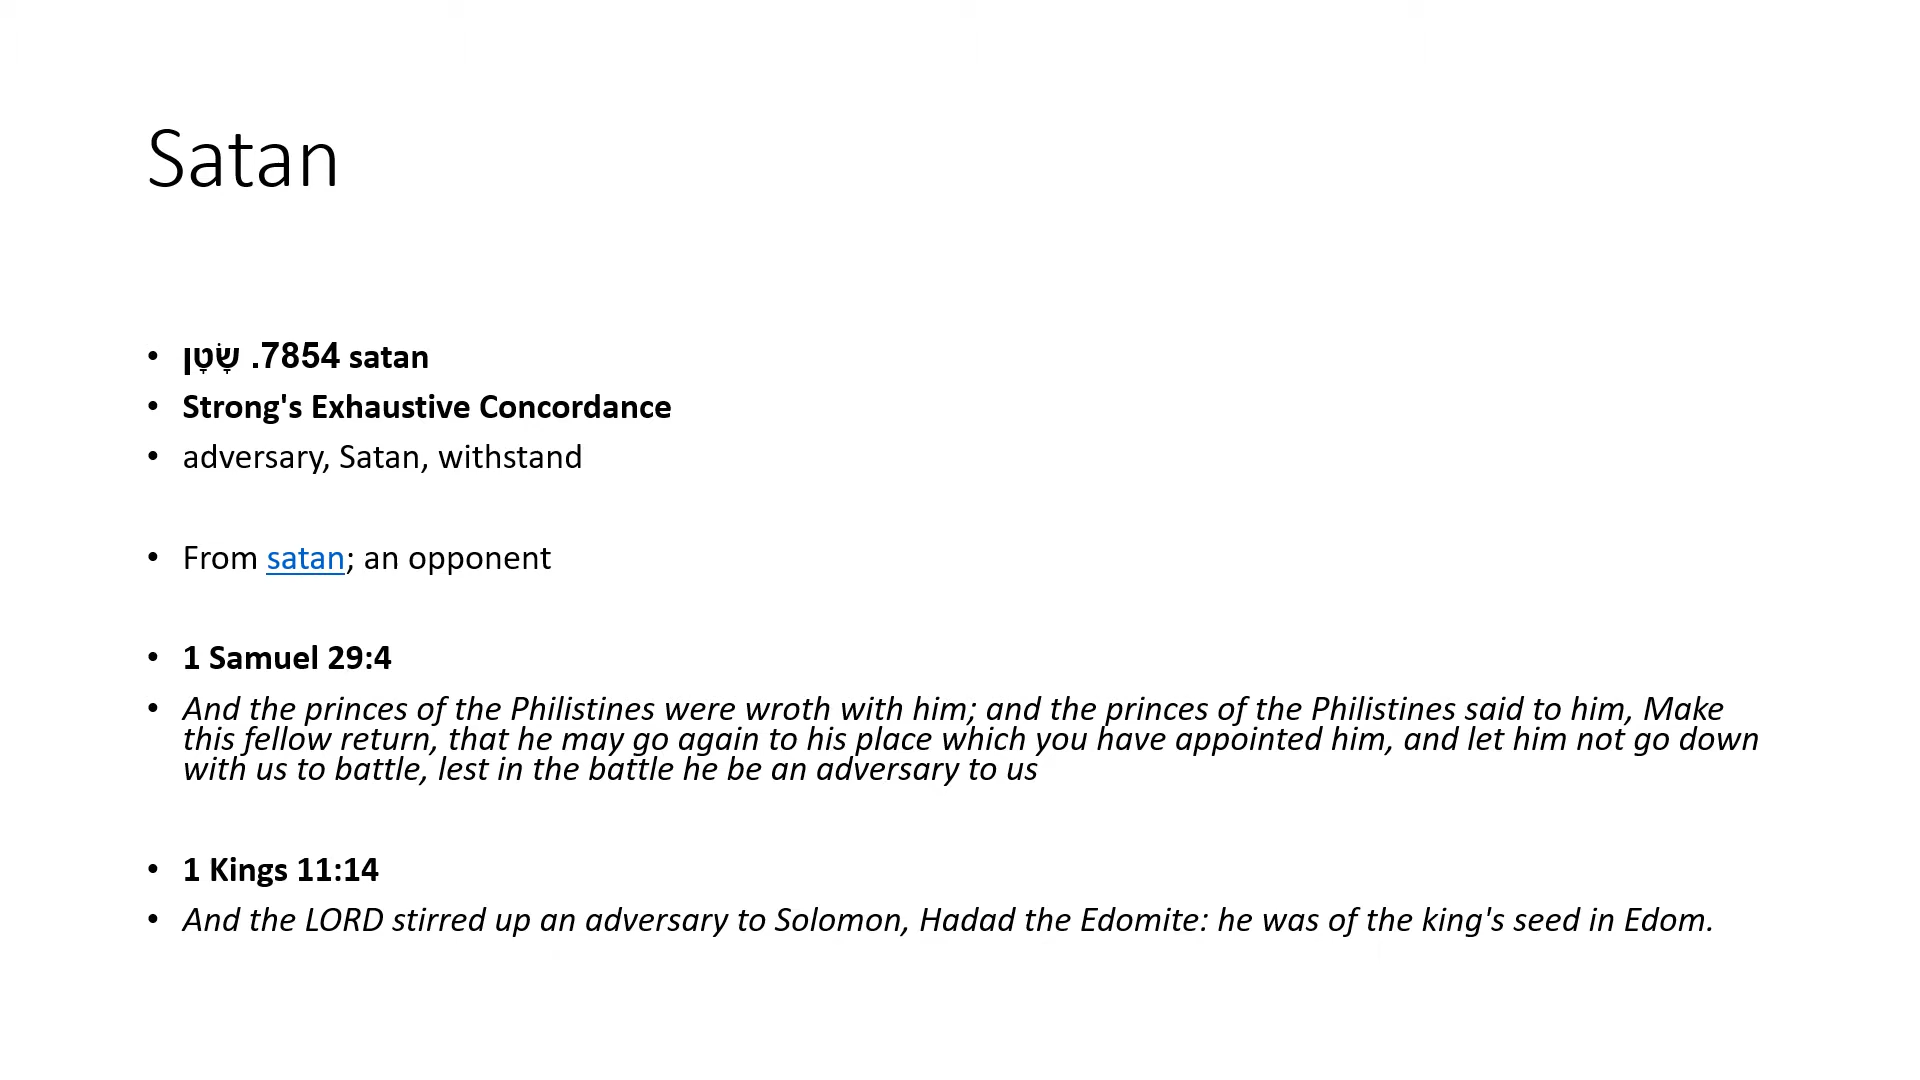 Satan
• שָׂטָן .7854 satan
• Strong's Exhaustive Concordance
• adversary, Satan, withstand
• From satan; an opponent
• 1 Samuel 29:4
• And the princes of the Philistines were wroth with him; and the princes of the Philistines said to him, Make
this fellow return, that he may go again to his place which you have appointed him, and let him not go down
with us to battle, lest in the battle he be an adversary to us
• 1 Kings 11:14
• And the LORD stirred up an adversary to Solomon, Hadad the Edomite: he was of the king's seed in Edom.